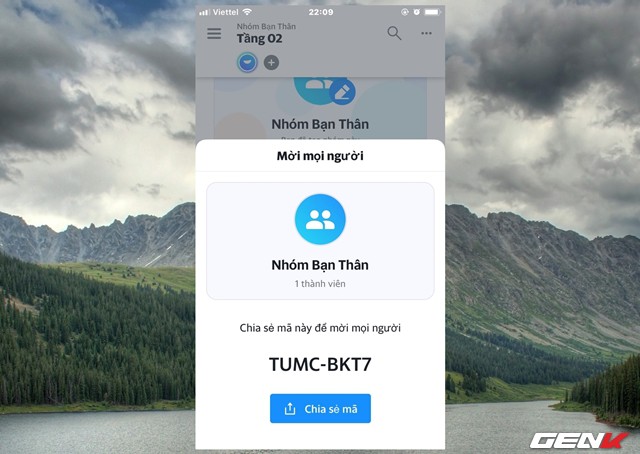 Viettel
22:09
Nhóm Bạn Thân
Tầng 02
Nhóm Bạn Thân
Mời mọi người
Nhóm Bạn Thân
1 thành viên
Chia sẻ mã này để mời mọi người
TUMC-BKT7
Chia sẻ mã
GENK